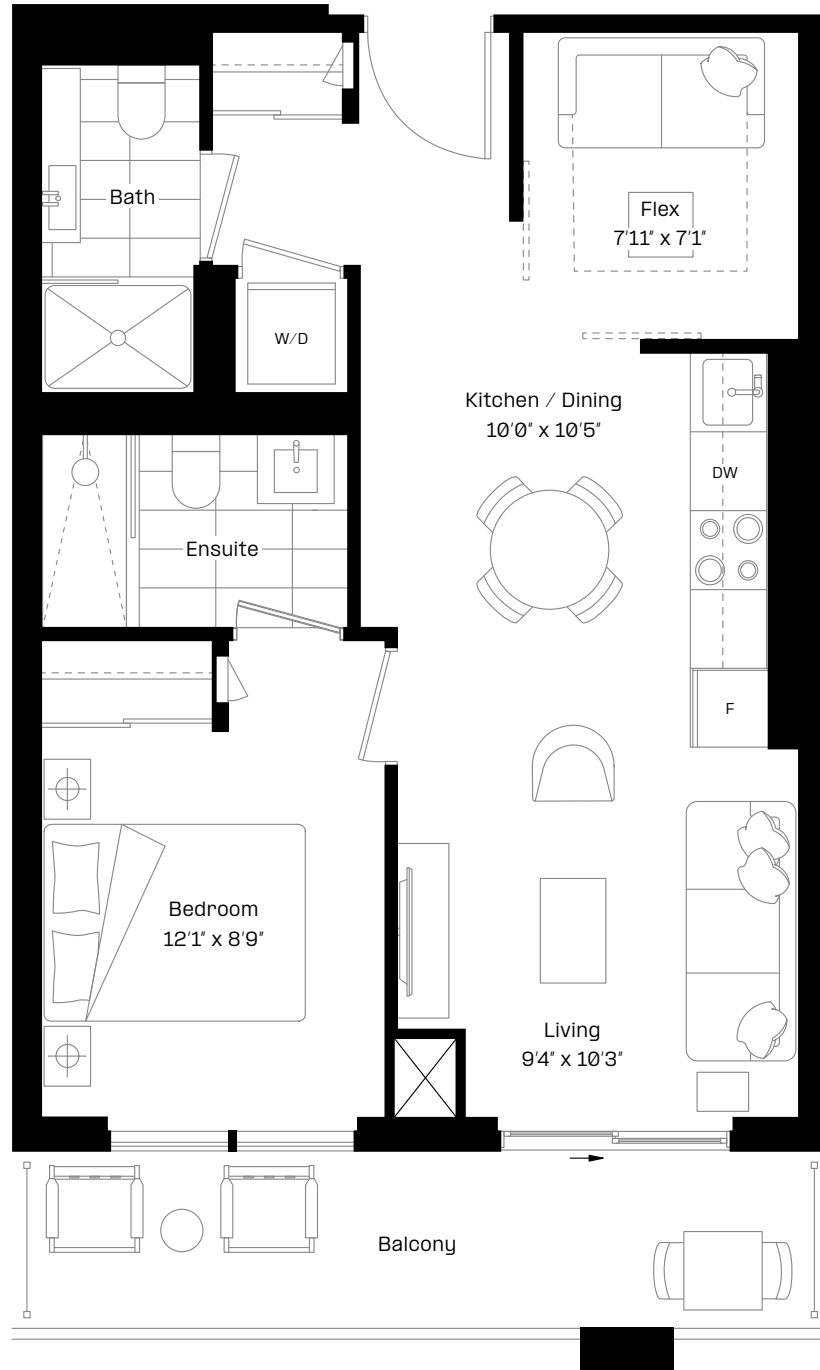 Bath
Flex
7'11" x 7'1"
W/D
Kitchen / Dining
10'0" x 10'5"
DW
Ensuite
F
Bedroom
12'1" x 8'9"
Living
9'4" x 10'3"
Balcony